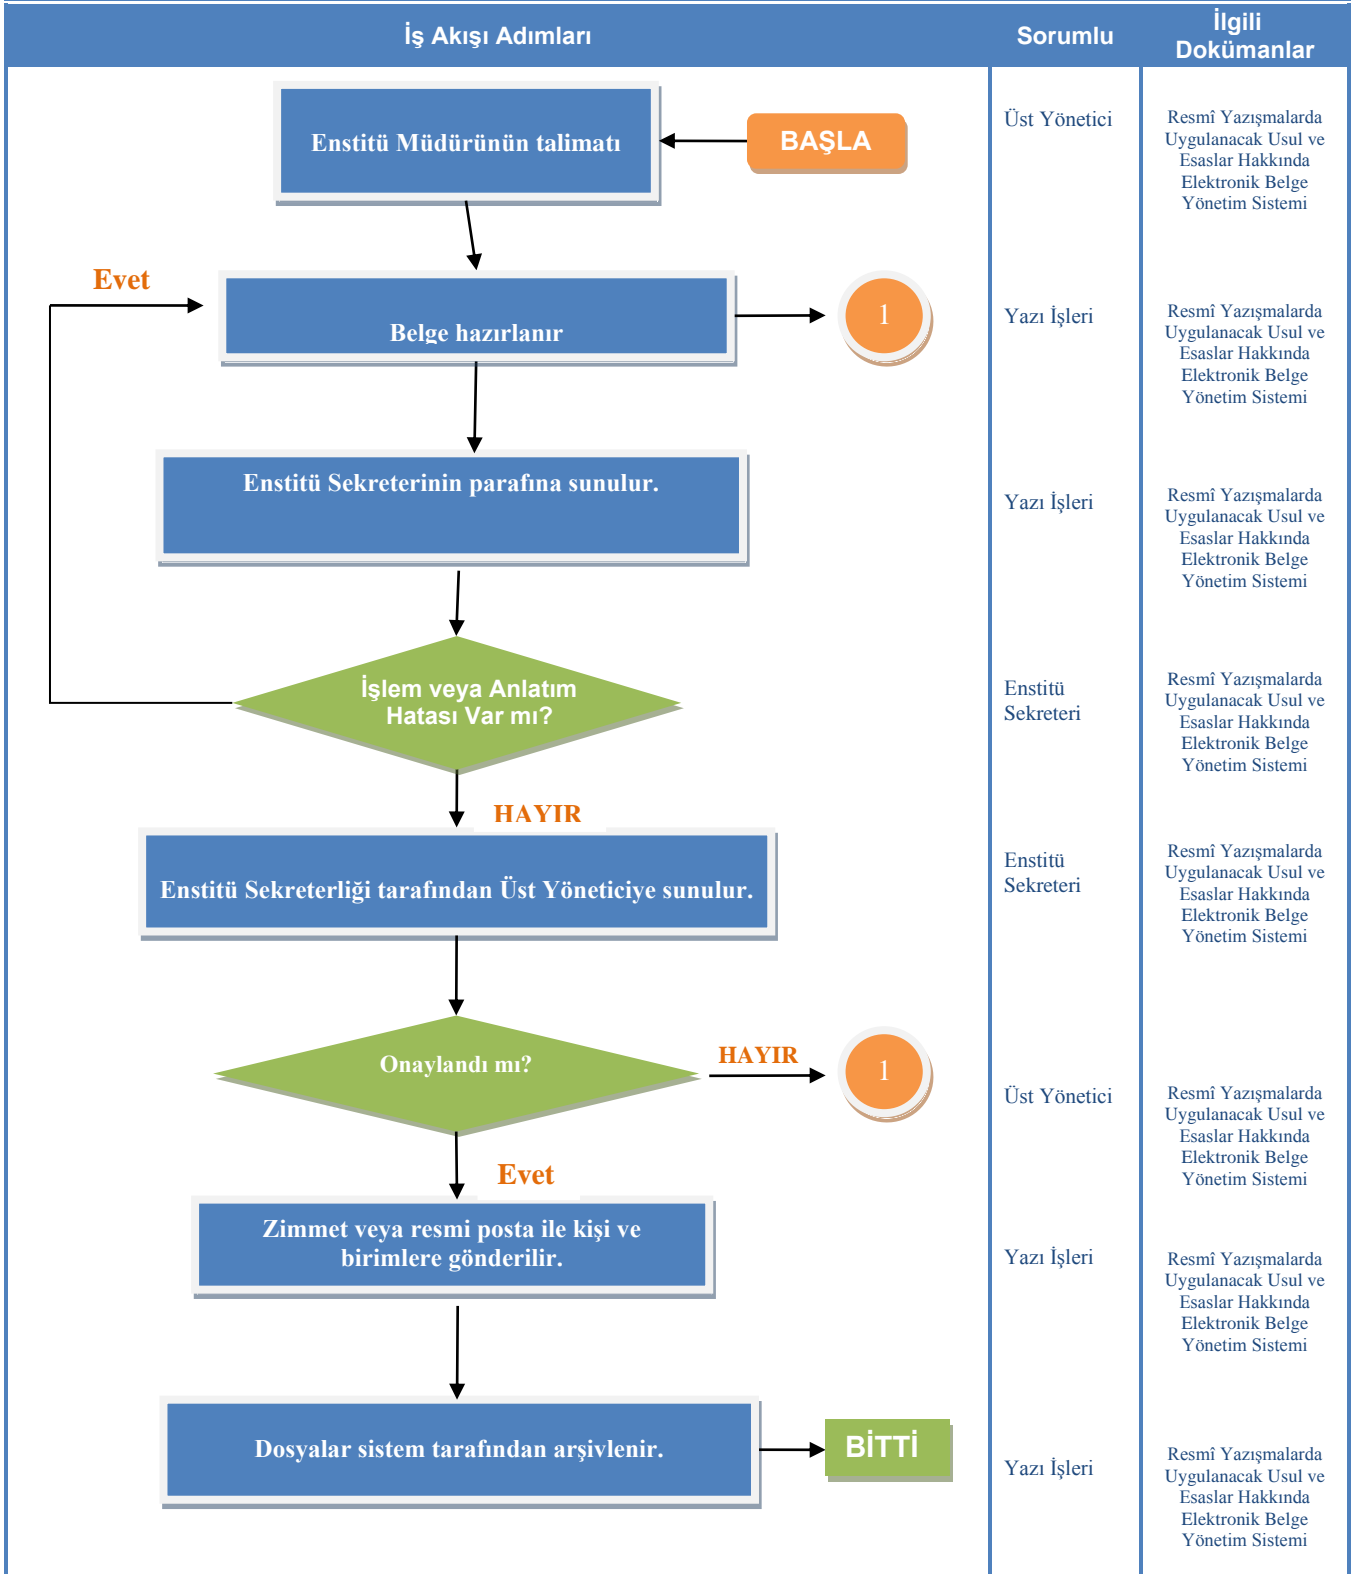 İş Akışı Adımları
Sorumlu
İlgili
Dokümanlar
Enstitü Müdürünün talimatı
BAŞLA
Üst Yönetici
Resmî Yazışmalarda
Uygulanacak Usul ve
Esaslar Hakkında
Elektronik Belge
Yönetim Sistemi
Evet
Belge hazırlanır
1
Yazı İşleri
Resmî Yazışmalarda
Uygulanacak Usul ve
Esaslar Hakkında
Elektronik Belge
Yönetim Sistemi
Enstitü Sekreterinin parafına sunulur.
Yazı İşleri
Resmî Yazışmalarda
Uygulanacak Usul ve
Esaslar Hakkında
Elektronik Belge
Yönetim Sistemi
İşlem veya Anlatım
Hatası Var mı?
Enstitü
Sekreteri
Resmî Yazışmalarda
Uygulanacak Usul ve
Esaslar Hakkında
Elektronik Belge
Yönetim Sistemi
HAYIR
Enstitü Sekreterliği tarafından Üst Yöneticiye sunulur.
Enstitü
Sekreteri
Resmî Yazışmalarda
Uygulanacak Usul ve
Esaslar Hakkında
Elektronik Belge
Yönetim Sistemi
Onaylandı mı?
HAYIR
1
Üst Yönetici
Resmî Yazışmalarda
Uygulanacak Usul ve
Esaslar Hakkında
Elektronik Belge
Yönetim Sistemi
Evet
Zimmet veya resmi posta ile kişi ve
birimlere gönderilir.
Yazı İşleri
Resmî Yazışmalarda
Uygulanacak Usul ve
Esaslar Hakkında
Elektronik Belge
Yönetim Sistemi
Dosyalar sistem tarafından arşivlenir.
BİTTİ
Yazı İşleri
Resmî Yazışmalarda
Uygulanacak Usul ve
Esaslar Hakkında
Elektronik Belge
Yönetim Sistemi